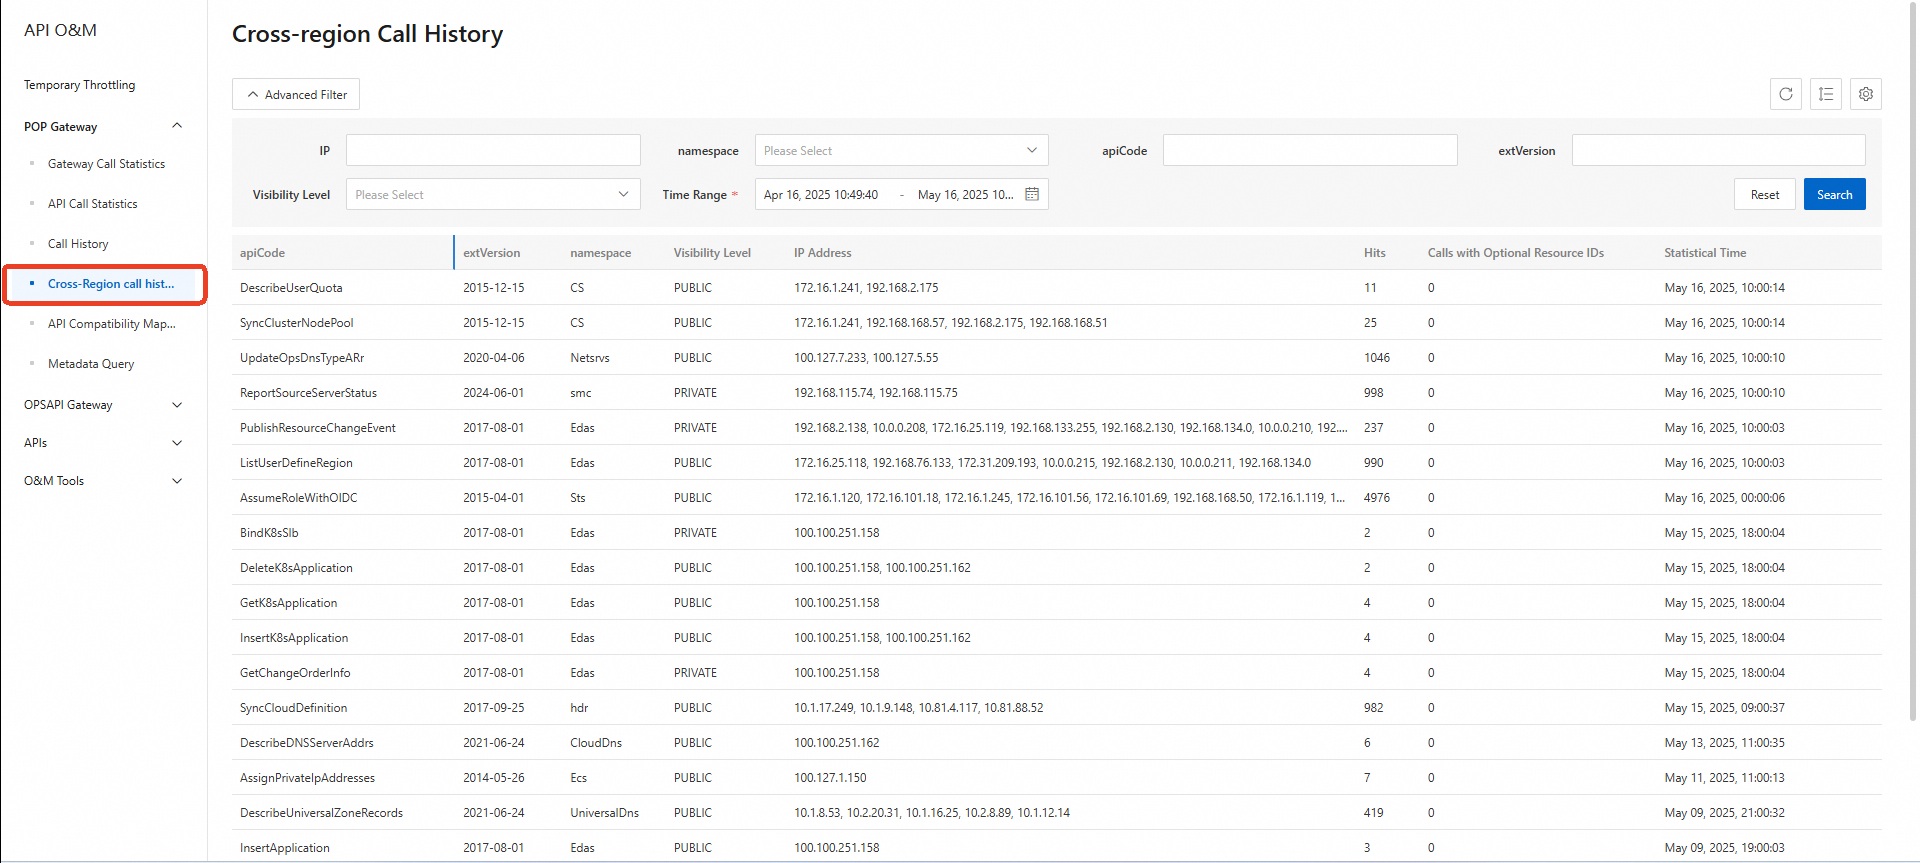 API O&M
Temporary Throttling
POP Gateway
Gateway Call Statistics
API Call Statistics
Call History
Cross-Region call hist...
API Compatibility Map...
Metadata Query
OPSAPI Gateway
APIs
O&M Tools
Cross-region Call History
Advanced Filter
IP namespace Please Select apiCode extVersion
Visibility Level Please Select Time Range * Apr 16, 2025 10:49:40 - May 16, 2025 10... Reset Search
apiCode extVersion namespace Visibility Level IP Address Hits Calls with Optional Resource IDs Statistical Time
DescribeUserQuota 2015-12-15 CS PUBLIC 172.16.1.241, 192.168.2.175 11 0 May 16, 2025, 10:00:14
SyncClusterNodePool 2015-12-15 CS PUBLIC 172.16.1.241, 192.168.168.57, 192.168.2.175, 192.168.168.51 25 0 May 16, 2025, 10:00:14
UpdateOpsDnsTypeARr 2020-04-06 Netsrvs PUBLIC 100.127.7.233, 100.127.5.55 1046 0 May 16, 2025, 10:00:10
ReportSourceServerStatus 2024-06-01 smc PRIVATE 192.168.115.74, 192.168.115.75 998 0 May 16, 2025, 10:00:10
PublishResourceChangeEvent 2017-08-01 Edas PRIVATE 192.168.2.138, 10.0.0.208, 172.16.25.119, 192.168.133.255, 192.168.2.130, 192.168.134.0, 10.0.0.210, 192.... 237 0 May 16, 2025, 10:00:03
ListUserDefineRegion 2017-08-01 Edas PUBLIC 172.16.25.118, 192.168.76.133, 172.31.209.193, 10.0.0.215, 192.168.2.130, 10.0.0.211, 192.168.134.0 990 0 May 16, 2025, 10:00:03
AssumeRoleWithOIDC 2015-04-01 Sts PUBLIC 172.16.1.120, 172.16.101.18, 172.16.1.245, 172.16.101.56, 172.16.101.69, 192.168.168.50, 172.16.1.119, 1... 4976 0 May 16, 2025, 00:00:06
BindK8sSlb 2017-08-01 Edas PRIVATE 100.100.251.158 2 0 May 15, 2025, 18:00:04
DeleteK8sApplication 2017-08-01 Edas PUBLIC 100.100.251.158, 100.100.251.162 2 0 May 15, 2025, 18:00:04
GetK8sApplication 2017-08-01 Edas PUBLIC 100.100.251.158 4 0 May 15, 2025, 18:00:04
InsertK8sApplication 2017-08-01 Edas PUBLIC 100.100.251.158, 100.100.251.162 4 0 May 15, 2025, 18:00:04
GetChangeOrderInfo 2017-08-01 Edas PRIVATE 100.100.251.158 4 0 May 15, 2025, 18:00:04
SyncCloudDefinition 2017-09-25 hdr PUBLIC 10.1.17.249, 10.1.9.148, 10.81.4.117, 10.81.88.52 982 0 May 15, 2025, 09:00:37
DescribeDNSServerAddrs 2021-06-24 CloudDns PUBLIC 100.100.251.162 6 0 May 13, 2025, 11:00:35
AssignPrivateIpAddresses 2014-05-26 Ecs PUBLIC 100.127.1.150 7 0 May 11, 2025, 11:00:13
DescribeUniversalZoneRecords 2021-06-24 UniversalDns PUBLIC 10.1.8.53, 10.2.20.31, 10.1.16.25, 10.2.8.89, 10.1.12.14 419 0 May 09, 2025, 21:00:32
InsertApplication 2017-08-01 Edas PUBLIC 100.100.251.158 3 0 May 09, 2025, 19:00:03